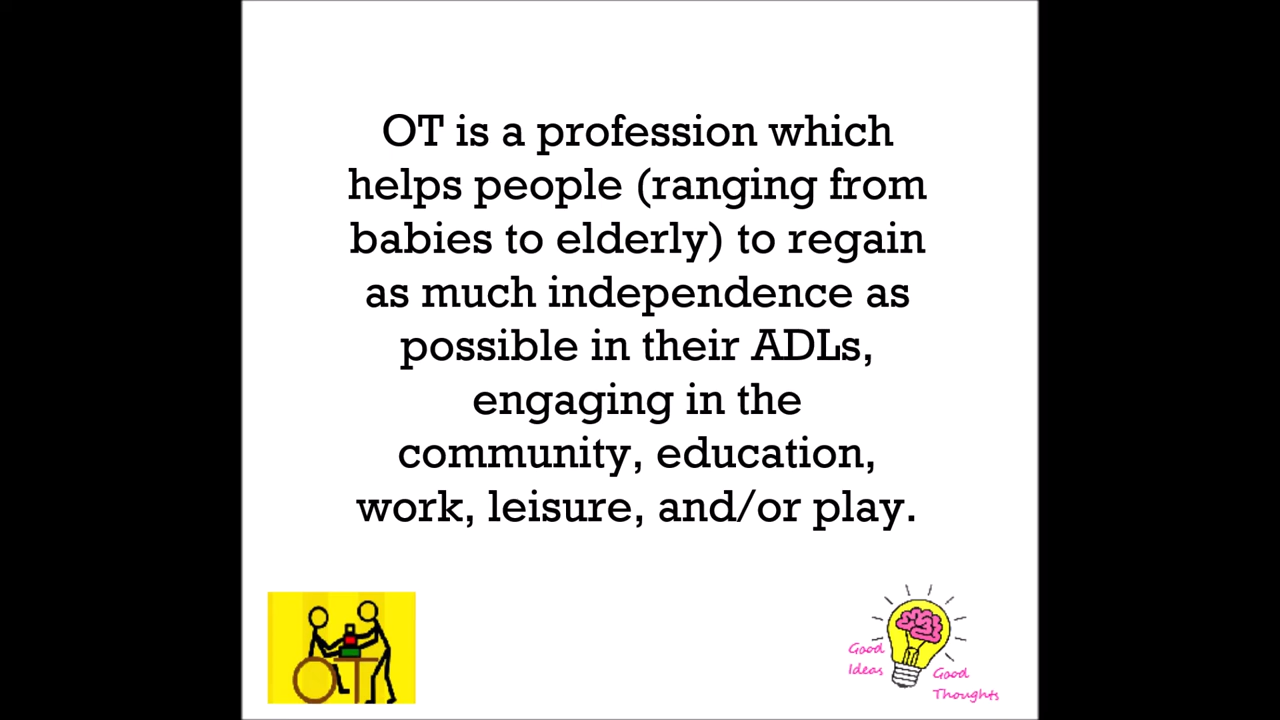 OT is a profession which
helps people (ranging from
babies to elderly) to regain
as much independence as
possible in their ADLs,
engaging in the
community, education,
work, leisure, and/or play.
OT
Good
Ideas
Good
Thoughts